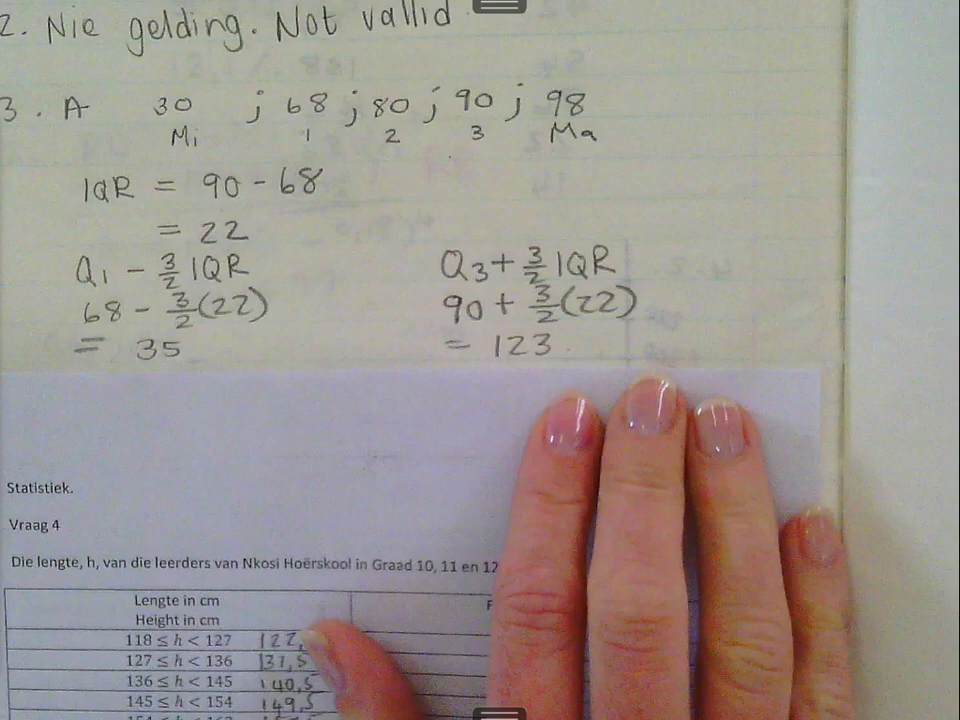 2. Nie gelding. Not vallid
3. A 30 ; 68 ; 80 ; 90 ; 98
Mi 1 2 3 Ma
IQR = 90 - 68
= 22
Q₁ - 3/2 IQR Q₃ + 3/2 IQR
68 - 3/2 (22) 90 + 3/2 (22)
= 35 = 123
Statistiek.
Vraag 4
Die lengte, h, van die leerders van Nkosi Hoërskool in Graad 10, 11 en 12
Lengte in cm
Height in cm
118 ≤ h < 127 122,
127 ≤ h < 136 131,5
136 ≤ h < 145 140,5
145 ≤ h < 154 149,5